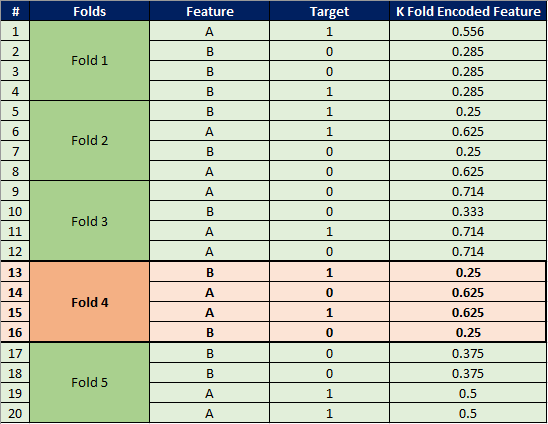 # Folds Feature Target K Fold Encoded Feature
1 A 1 0.556
2 B 0 0.285
Fold 1
3 B 0 0.285
4 B 1 0.285
5 B 1 0.25
6 A 1 0.625
Fold 2
7 B 0 0.25
8 A 0 0.625
9 A 0 0.714
10 B 0 0.333
Fold 3
11 A 1 0.714
12 A 0 0.714
13 B 1 0.25
14 A 0 0.625
Fold 4
15 A 1 0.625
16 B 0 0.25
17 B 0 0.375
18 B 0 0.375
Fold 5
19 A 1 0.5
20 A 1 0.5